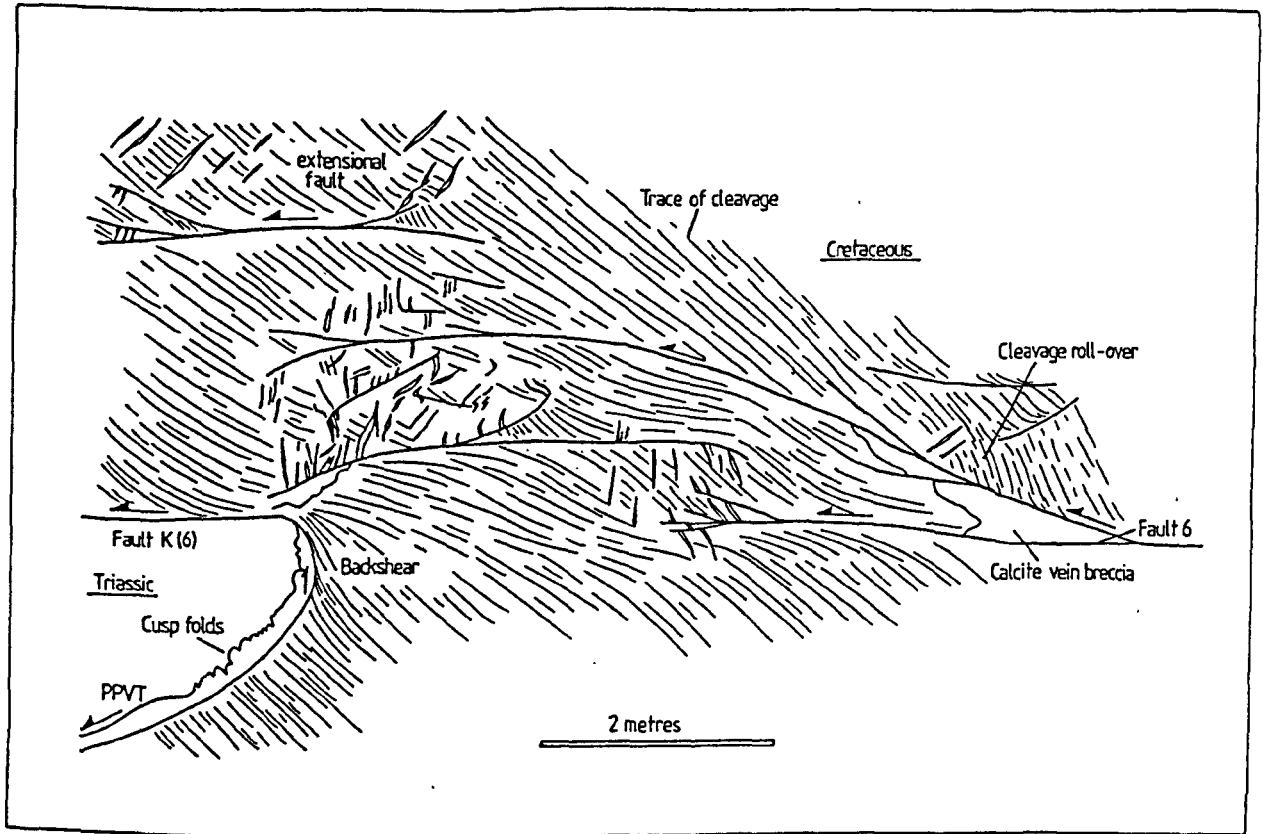 extensional
fault
Trace of cleavage
Cretaceous
Cleavage roll-over
Fault K (6)
Backshear
Fault 6
Triassic
Calcite vein breccia
Cusp folds
PPVT
2 metres